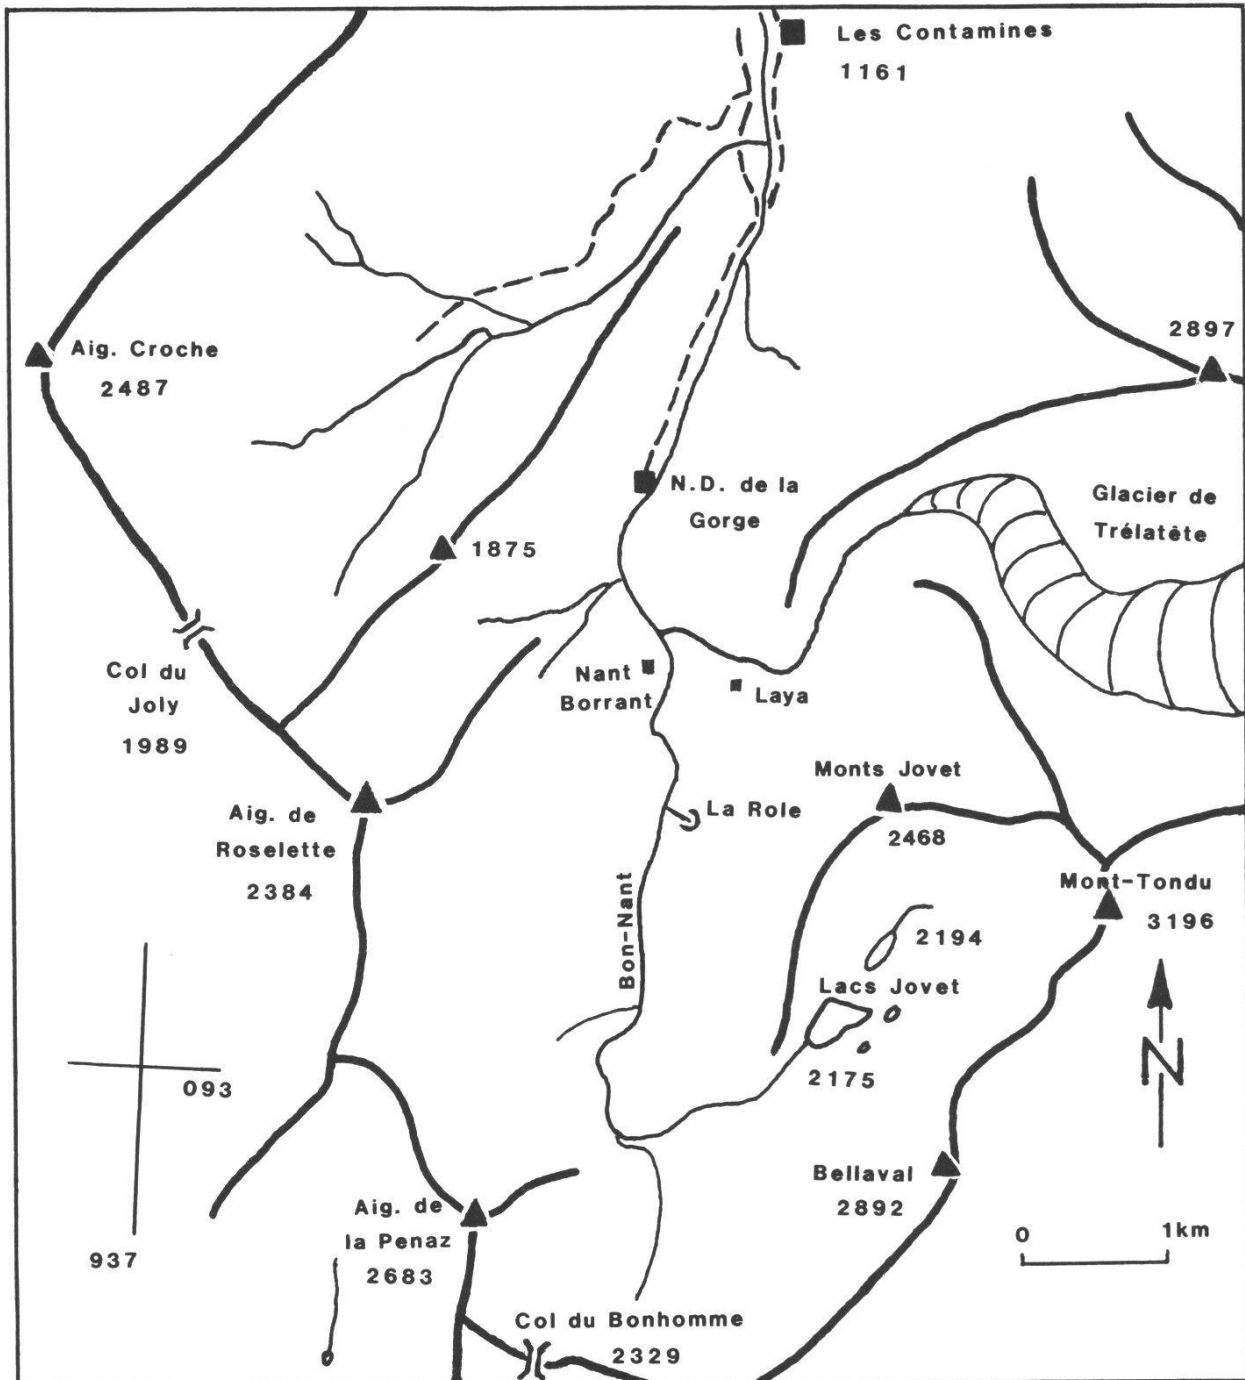 Les Contamines
1161
2897
Aig. Croche
2487
N.D. de la
Gorge
Glacier de
Trélatête
1875
Col du
Joly
1989
Nant
Borrant
Laya
Monts Jovet
2468
La Role
Aig. de
Roselette
2384
Mont-Tondu
3196
Bon-Nant
2194
Lacs Jovet
2175
N
093
937
Bellaval
2892
0 1km
Aig. de
la Penaz
2683
Col du Bonhomme
2329